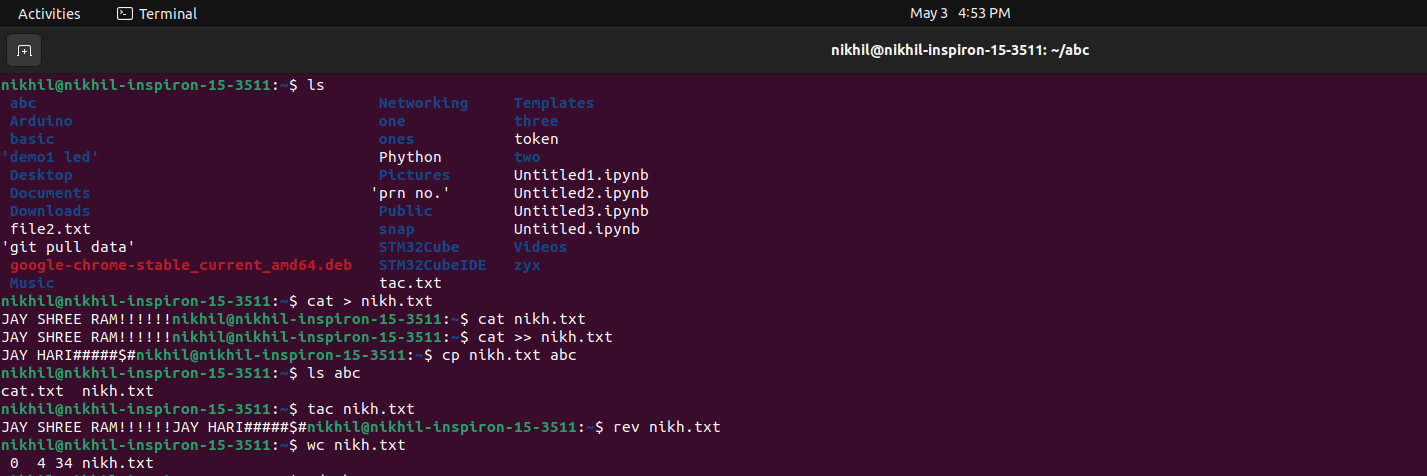 Activities Terminal May 3 4:53 PM
nikhil@nikhil-inspiron-15-3511: ~/abc
nikhil@nikhil-inspiron-15-3511:~$ ls
abc Networking Templates
Arduino one three
basic ones token
'demo1 led' Phython two
Desktop Pictures Untitled1.ipynb
Documents 'prn no.' Untitled2.ipynb
Downloads Public Untitled3.ipynb
file2.txt snap Untitled.ipynb
'git pull data' STM32Cube Videos
google-chrome-stable_current_amd64.deb STM32CubeIDE zyx
Music tac.txt
nikhil@nikhil-inspiron-15-3511:~$ cat > nikh.txt
JAY SHREE RAM!!!!!!nikhil@nikhil-inspiron-15-3511:~$ cat nikh.txt
JAY SHREE RAM!!!!!!nikhil@nikhil-inspiron-15-3511:~$ cat >> nikh.txt
JAY HARI#####$#nikhil@nikhil-inspiron-15-3511:~$ cp nikh.txt abc
nikhil@nikhil-inspiron-15-3511:~$ ls abc
cat.txt nikh.txt
nikhil@nikhil-inspiron-15-3511:~$ tac nikh.txt
JAY SHREE RAM!!!!!!JAY HARI#####$#nikhil@nikhil-inspiron-15-3511:~$ rev nikh.txt
nikhil@nikhil-inspiron-15-3511:~$ wc nikh.txt
0 4 34 nikh.txt